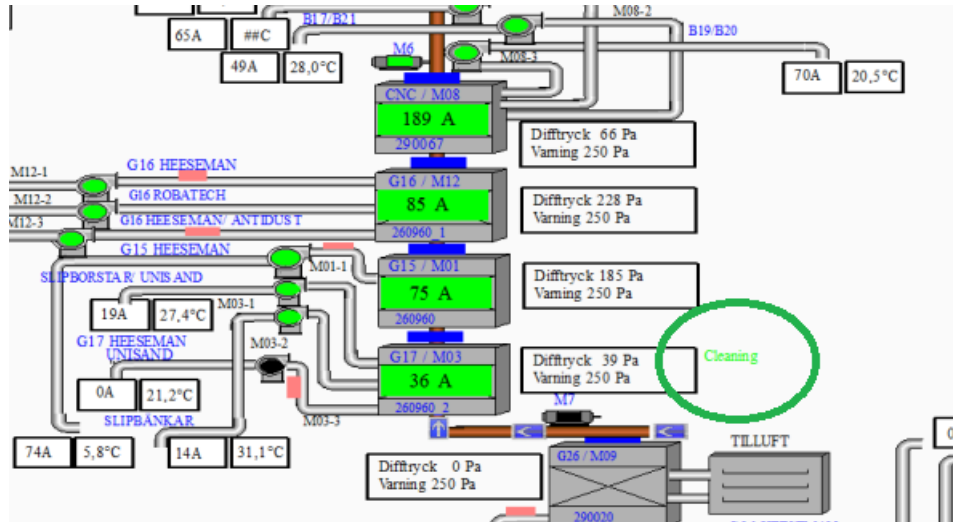 B17/B21
M08-2
65A
##C
49A
28,0°C
M6
M08-3
B19/B20
70A
20,5°C
CNC / M08
189 A
290067
Difftryck 66 Pa
Varning 250 Pa
M12-1
G16 HEESEMAN
G16 / M12
85 A
260960_1
Difftryck 228 Pa
Varning 250 Pa
M12-2
G16 ROBATECH
M12-3
G16 HEESEMAN/ ANTIDUST
G15 HEESEMAN
M01-1
G15 / M01
75 A
260960
Difftryck 185 Pa
Varning 250 Pa
SLIPBORSTAR/ UNISAND
19A
27,4°C
M03-1
G17 HEESEMAN
UNISAND
M03-2
G17 / M03
36 A
260960_2
Difftryck 39 Pa
Varning 250 Pa
Cleaning
0A
21,2°C
SLIPBÄNKAR
M03-3
M7
74A
5,8°C
14A
31,1°C
Difftryck 0 Pa
Varning 250 Pa
G26 / M09
290020
TILLUFT